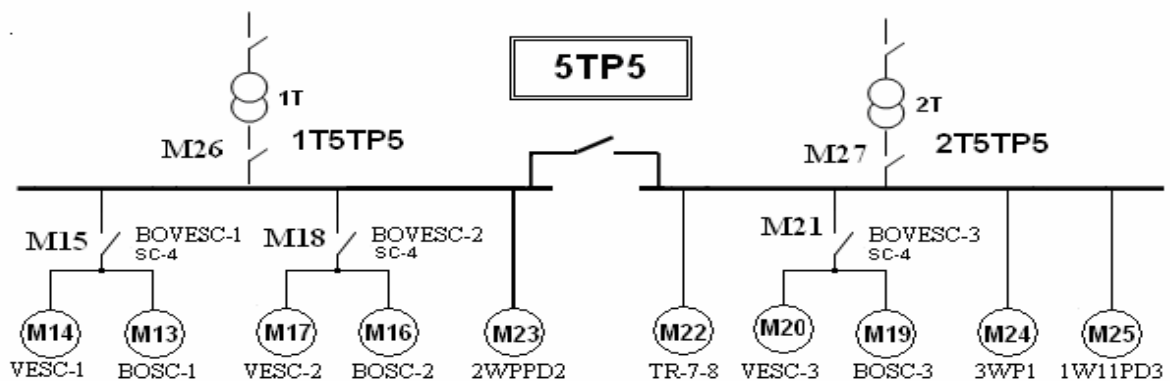 5TP5
1T
2T
M26 1T5TP5
M27 2T5TP5
M15 BOVESC-1
SC-4
M18 BOVESC-2
SC-4
M21 BOVESC-3
SC-4
M14 M13 M17 M16 M23 M22 M20 M19 M24 M25
VESC-1 BOSC-1 VESC-2 BOSC-2 2WPPD2 TR-7-8 VESC-3 BOSC-3 3WP1 1W11PD3